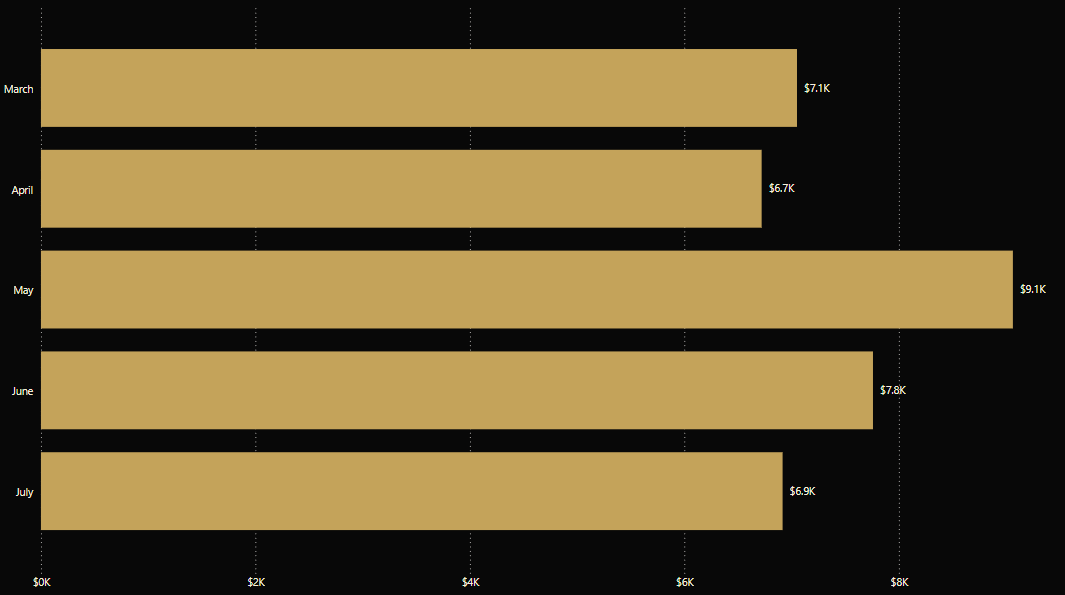 March
$7.1K
April
$6.7K
May
$9.1K
June
$7.8K
July
$6.9K
$0K
$2K
$4K
$6K
$8K